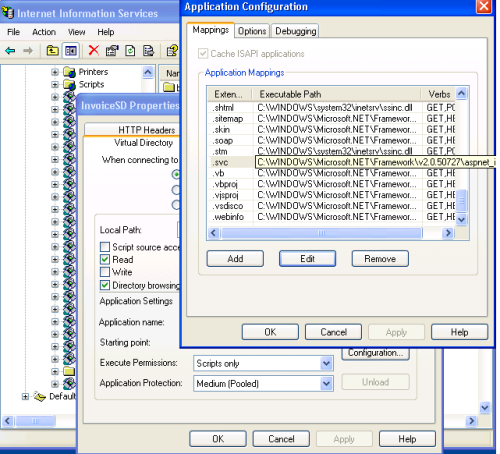 Internet Information Services
File Action View
Printers
Scripts
Nar
Default
InvoiceSD Properties
HTTP Headers
Virtual Directory
When connecting to
Local Path:
Script source acce
Read
Write
Directory browsing
Application Settings
Application name:
Starting point:
Execute Permissions: Scripts only
Application Protection: Medium (Pooled)
Configuration...
Unload
OK Cancel Apply Help
Application Configuration
Mappings Options Debugging
Cache ISAPI applications
Application Mappings
Exten... Executable Path Verbs
.shtml C:\WINDOWS\system32\inetsrv\ssinc.dll GET,PC
.sitemap C:\WINDOWS\Microsoft.NET\Framewor... GET,HE
.skin C:\WINDOWS\Microsoft.NET\Framewor... GET,HE
.soap C:\WINDOWS\Microsoft.NET\Framewor... GET,HE
.stm C:\WINDOWS\system32\inetsrv\ssinc.dll GET,PC
.svc C:\WINDOWS\Microsoft.NET\Framework\v2.0.50727\aspnet_i
.vb C:\WINDOWS\Microsoft.NET\Framewor... GET,HE
.vbproj C:\WINDOWS\Microsoft.NET\Framewor... GET,HE
.vjsproj C:\WINDOWS\Microsoft.NET\Framewor... GET,HE
.vsdisco C:\WINDOWS\Microsoft.NET\Framewor... GET,HE
.webinfo C:\WINDOWS\Microsoft.NET\Framewor... GET,HE
Add Edit Remove
OK Cancel Apply Help